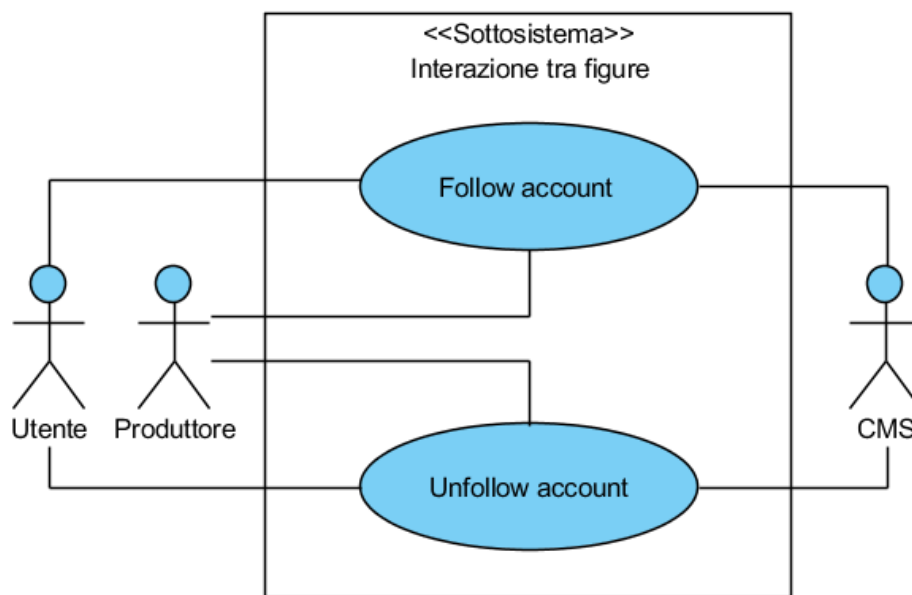 <<Sottosistema>>
Interazione tra figure
Follow account
Utente
Produttore
CMS
Unfollow account